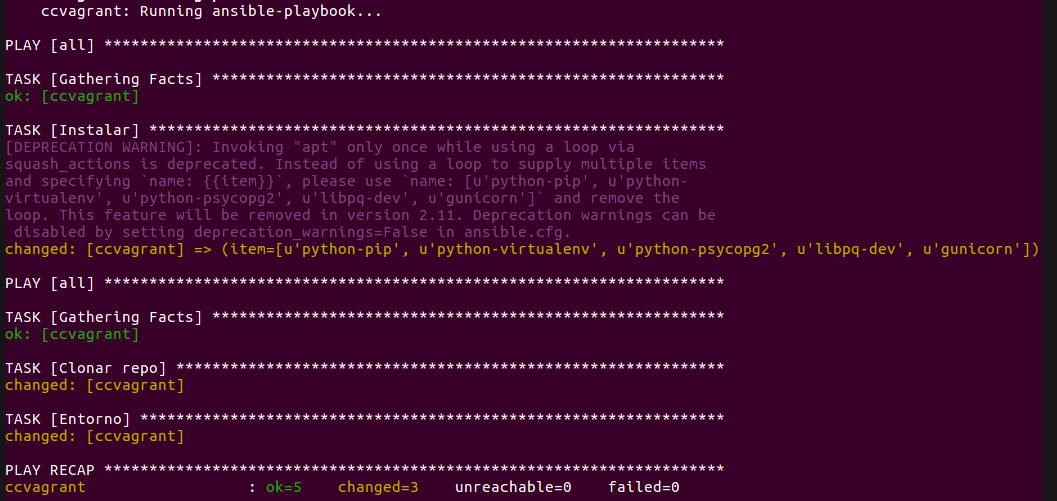 ccvagrant: Running ansible-playbook...
PLAY [all] *********************************************************************
TASK [Gathering Facts] *********************************************************
ok: [ccvagrant]
TASK [Instalar] ****************************************************************
[DEPRECATION WARNING]: Invoking "apt" only once while using a loop via
squash_actions is deprecated. Instead of using a loop to supply multiple items
and specifying `name: {{item}}`, please use `name: [u'python-pip', u'python-
virtualenv', u'python-psycopg2', u'libpq-dev', u'gunicorn']` and remove the
loop. This feature will be removed in version 2.11. Deprecation warnings can be
disabled by setting deprecation_warnings=False in ansible.cfg.
changed: [ccvagrant] => (item=[u'python-pip', u'python-virtualenv', u'python-psycopg2', u'libpq-dev', u'gunicorn'])
PLAY [all] *********************************************************************
TASK [Gathering Facts] *********************************************************
ok: [ccvagrant]
TASK [Clonar repo] *************************************************************
changed: [ccvagrant]
TASK [Entorno] *****************************************************************
changed: [ccvagrant]
PLAY RECAP *********************************************************************
ccvagrant : ok=5 changed=3 unreachable=0 failed=0